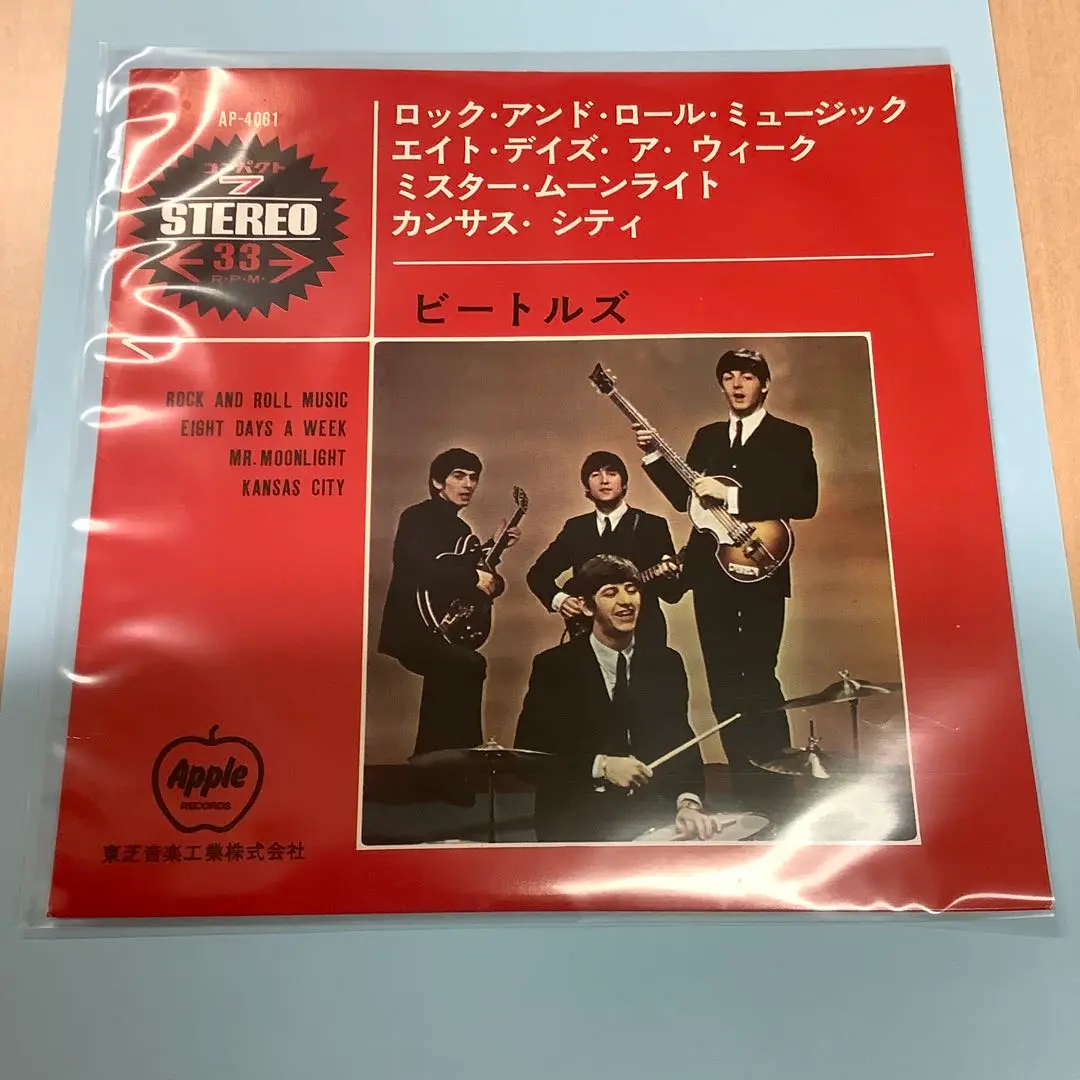 AP-4061
コンパクト
7
STEREO
33
R・P・M・
ロック・アンド・ロール・ミュージック
エイト・デイズ・ア・ウィーク
ミスター・ムーンライト
カンサス・シティ
ビートルズ
ROCK AND ROLL MUSIC
EIGHT DAYS A WEEK
MR. MOONLIGHT
KANSAS CITY
Apple
RECORDS
東芝音楽工業株式会社